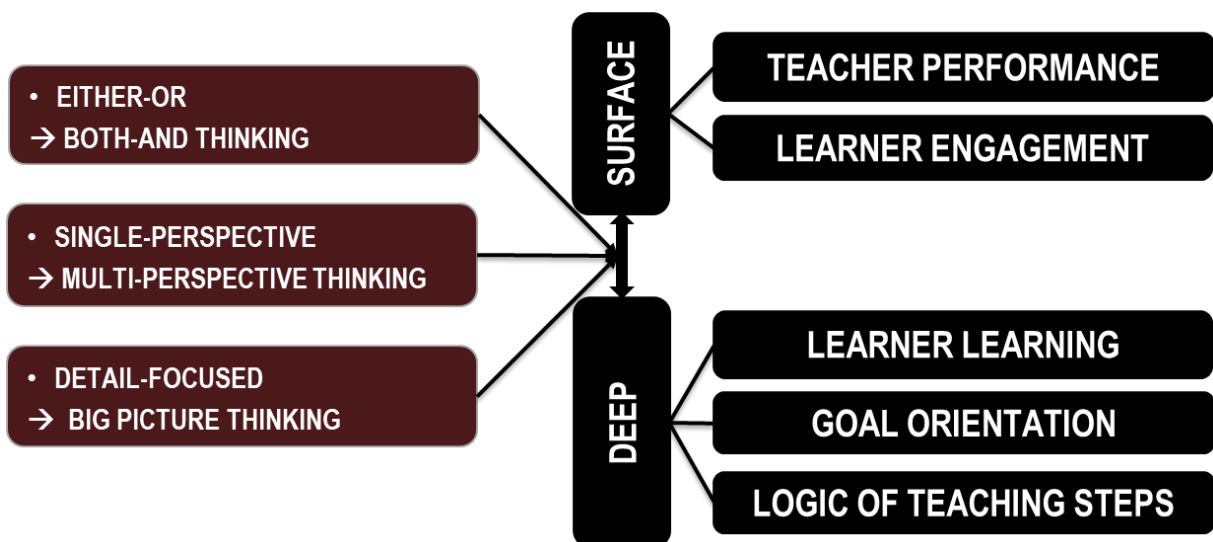 • EITHER-OR
→ BOTH-AND THINKING
• SINGLE-PERSPECTIVE
→ MULTI-PERSPECTIVE THINKING
• DETAIL-FOCUSED
→ BIG PICTURE THINKING
SURFACE
TEACHER PERFORMANCE
LEARNER ENGAGEMENT
DEEP
LEARNER LEARNING
GOAL ORIENTATION
LOGIC OF TEACHING STEPS